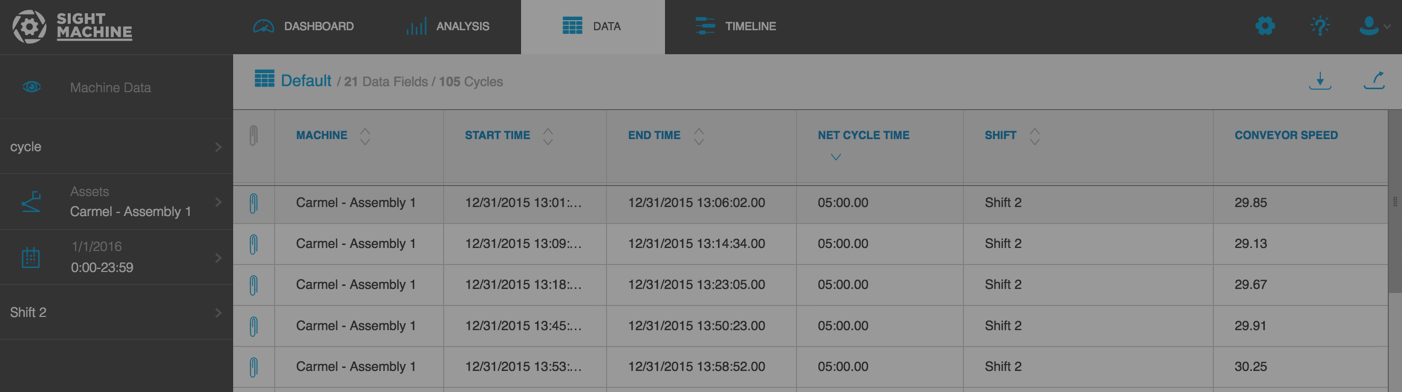 SIGHT
MACHINE
DASHBOARD
ANALYSIS
DATA
TIMELINE
Machine Data
cycle
Assets
Carmel - Assembly 1
1/1/2016
0:00-23:59
Shift 2
Default / 21 Data Fields / 105 Cycles
MACHINE START TIME END TIME NET CYCLE TIME SHIFT CONVEYOR SPEED
Carmel - Assembly 1 12/31/2015 13:01:... 12/31/2015 13:06:02.00 05:00.00 Shift 2 29.85
Carmel - Assembly 1 12/31/2015 13:09:... 12/31/2015 13:14:34.00 05:00.00 Shift 2 29.13
Carmel - Assembly 1 12/31/2015 13:18:... 12/31/2015 13:23:05.00 05:00.00 Shift 2 29.67
Carmel - Assembly 1 12/31/2015 13:45:... 12/31/2015 13:50:23.00 05:00.00 Shift 2 29.91
Carmel - Assembly 1 12/31/2015 13:53:... 12/31/2015 13:58:52.00 05:00.00 Shift 2 30.25